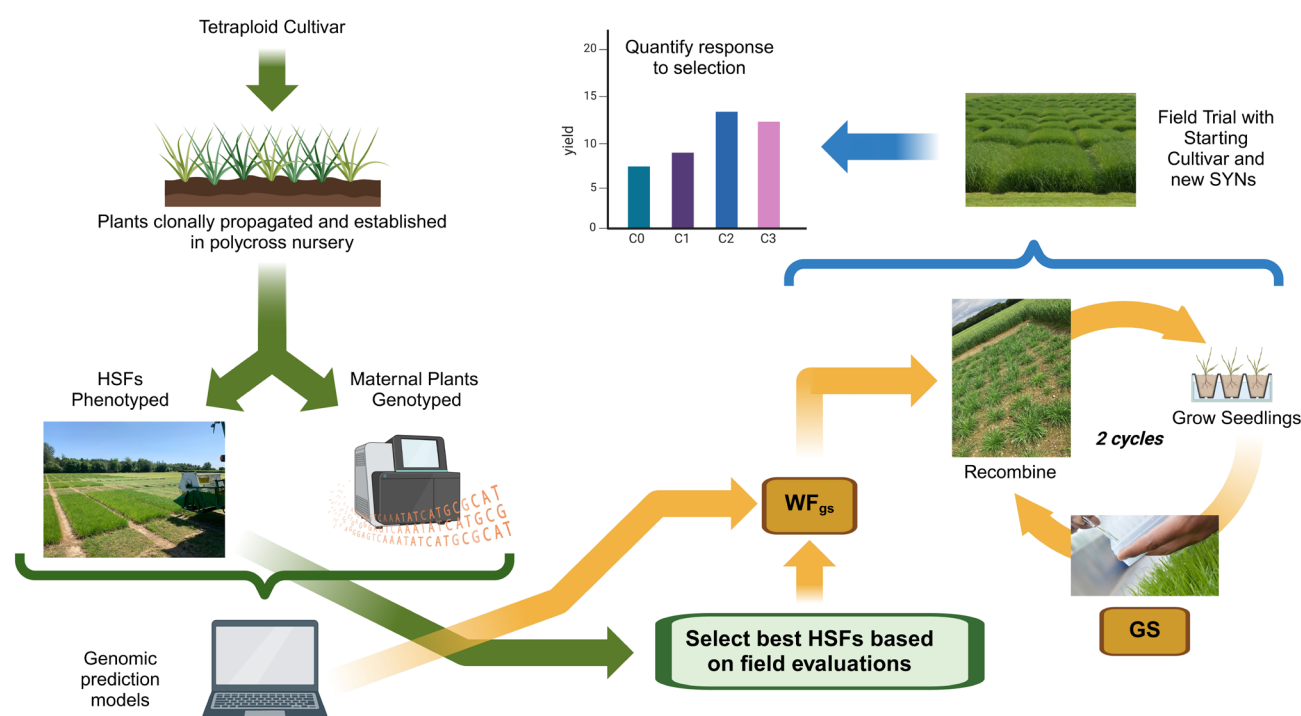 Tetraploid Cultivar
Plants clonally propagated and established
in polycross nursery
HSFs
Phenotyped
Maternal Plants
Genotyped
Genomic
prediction
models
Select best HSFs based
on field evaluations
WFgs
Recombine
2 cycles
Grow Seedlings
GS
Field Trial with
Starting
Cultivar and
new SYNs
Quantify response
to selection
yield
20
15
10
5
0
C0
C1
C2
C3